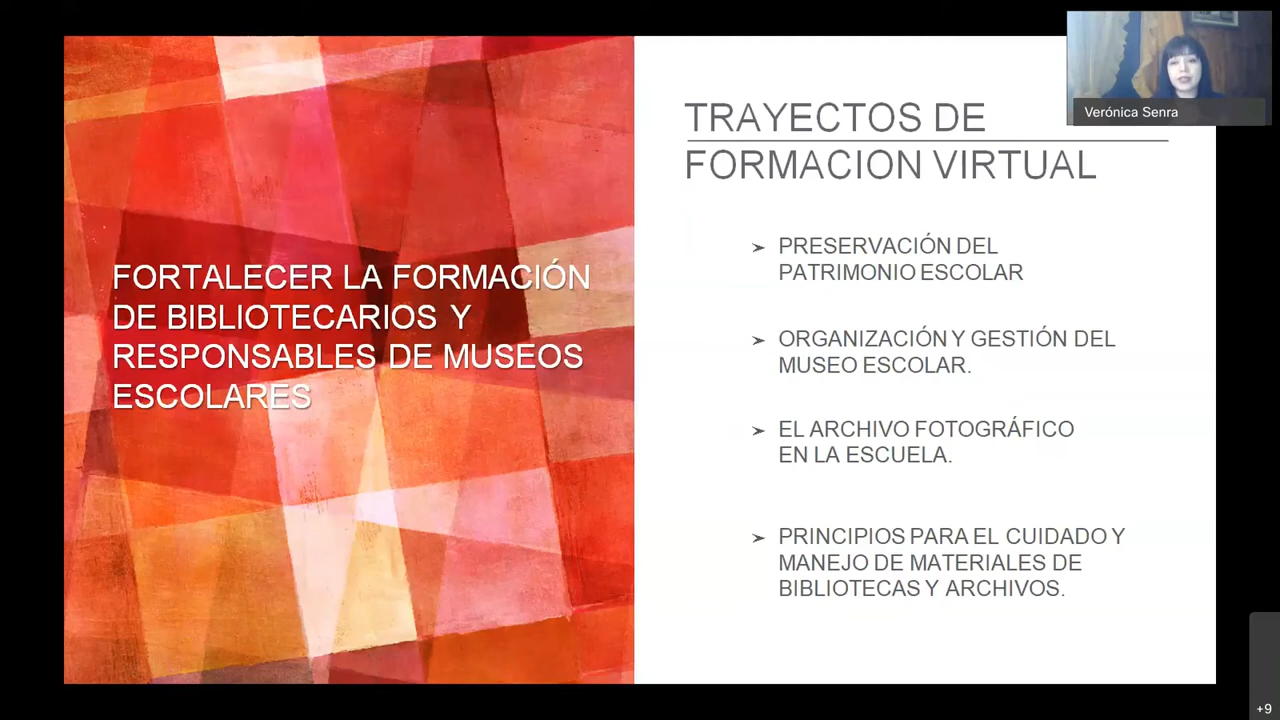 FORTALECER LA FORMACIÓN
DE BIBLIOTECARIOS Y
RESPONSABLES DE MUSEOS
ESCOLARES
TRAYECTOS DE
FORMACION VIRTUAL
➢ PRESERVACIÓN DEL
PATRIMONIO ESCOLAR
➢ ORGANIZACIÓN Y GESTIÓN DEL
MUSEO ESCOLAR.
➢ EL ARCHIVO FOTOGRÁFICO
EN LA ESCUELA.
➢ PRINCIPIOS PARA EL CUIDADO Y
MANEJO DE MATERIALES DE
BIBLIOTECAS Y ARCHIVOS.
Verónica Senra
+9